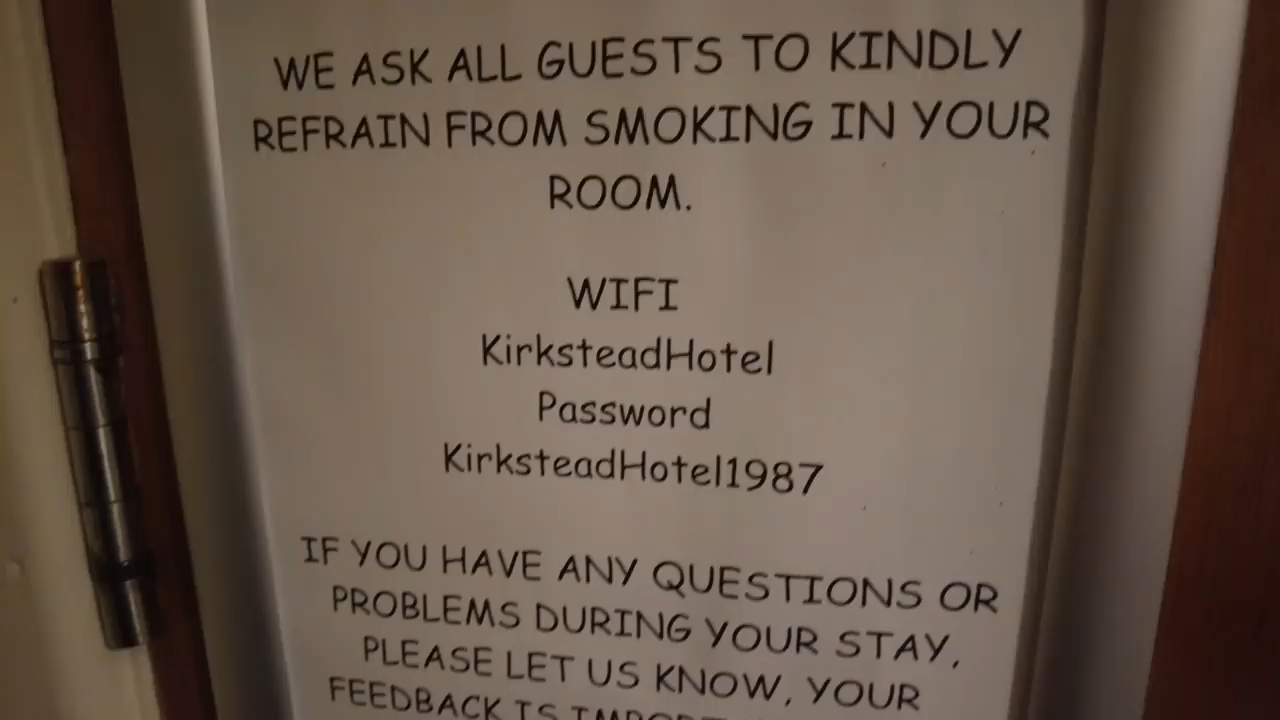 WE ASK ALL GUESTS TO KINDLY
REFRAIN FROM SMOKING IN YOUR
ROOM.
WIFI
KirksteadHotel
Password
KirksteadHotel1987
IF YOU HAVE ANY QUESTIONS OR
PROBLEMS DURING YOUR STAY,
PLEASE LET US KNOW, YOUR
FEEDBACK IS